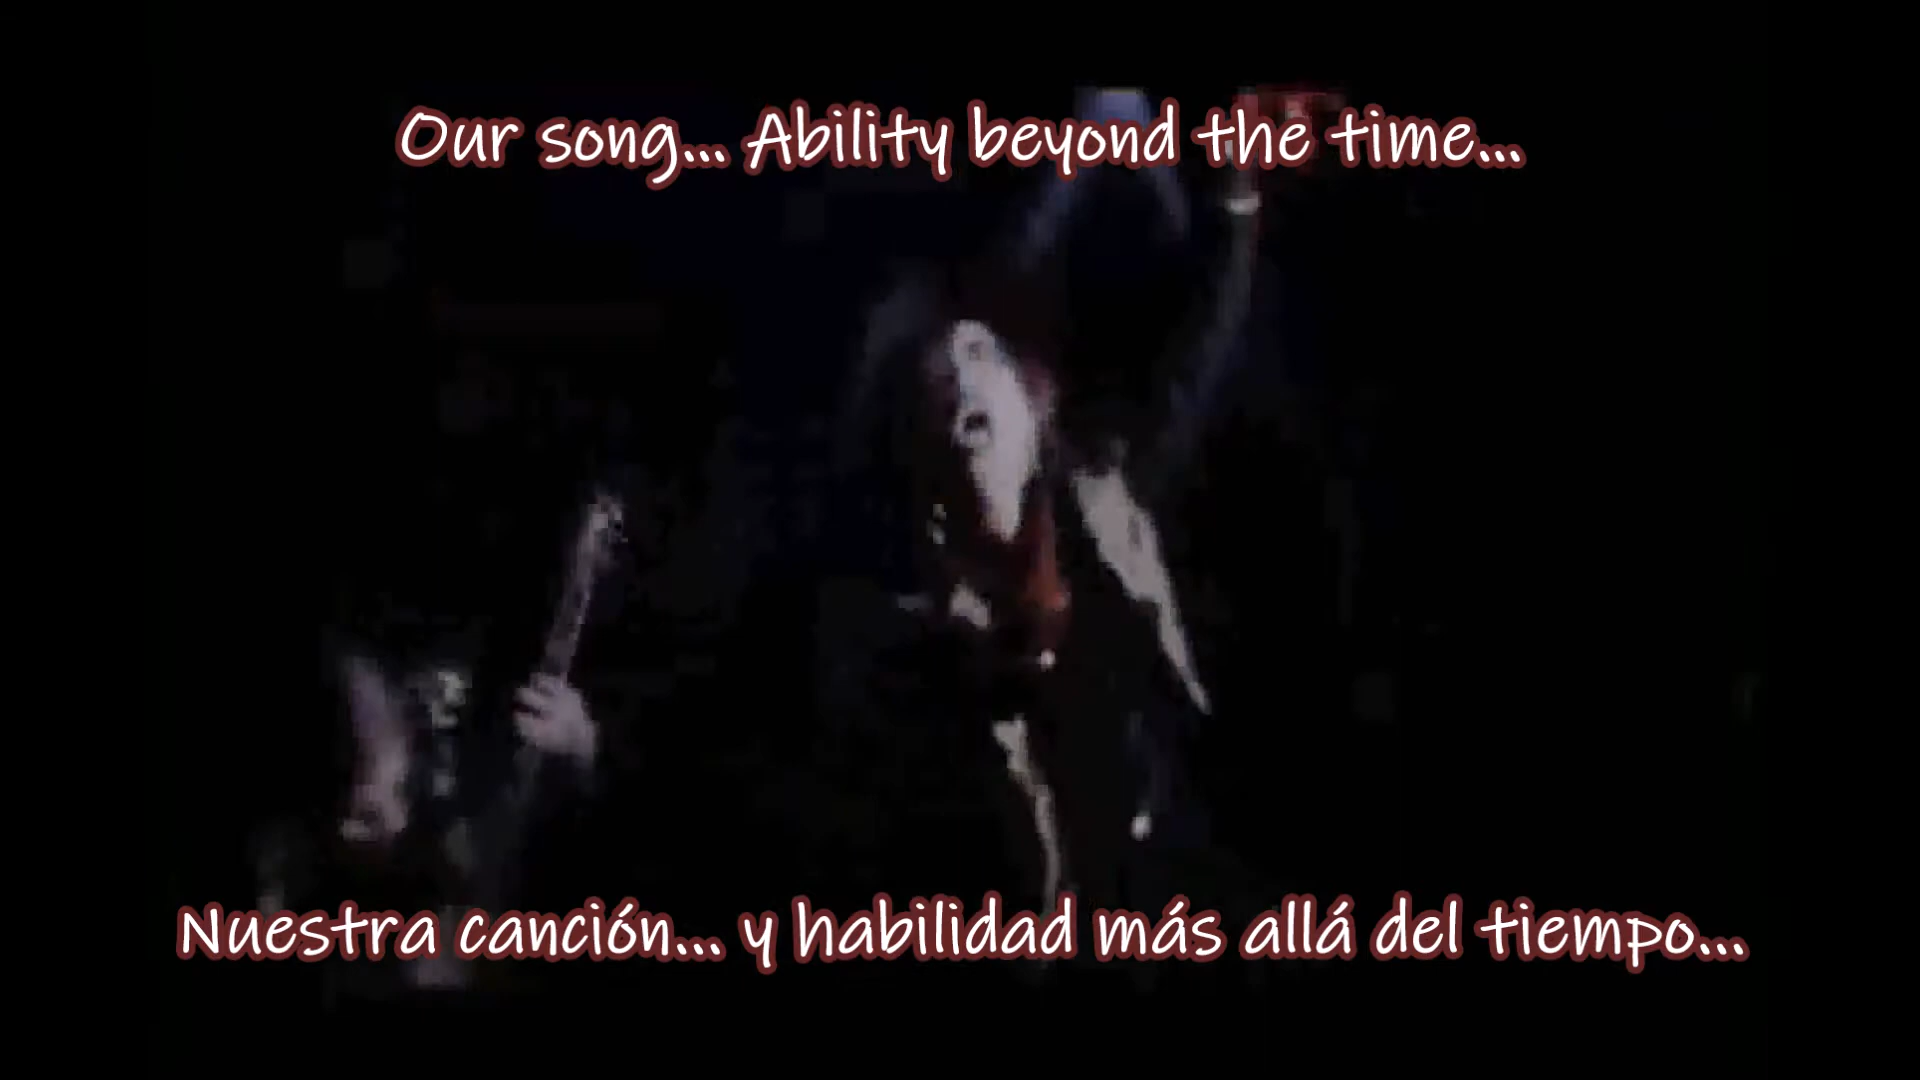 Our song... Ability beyond the time...
Nuestra canción... y habilidad más allá del tiempo...